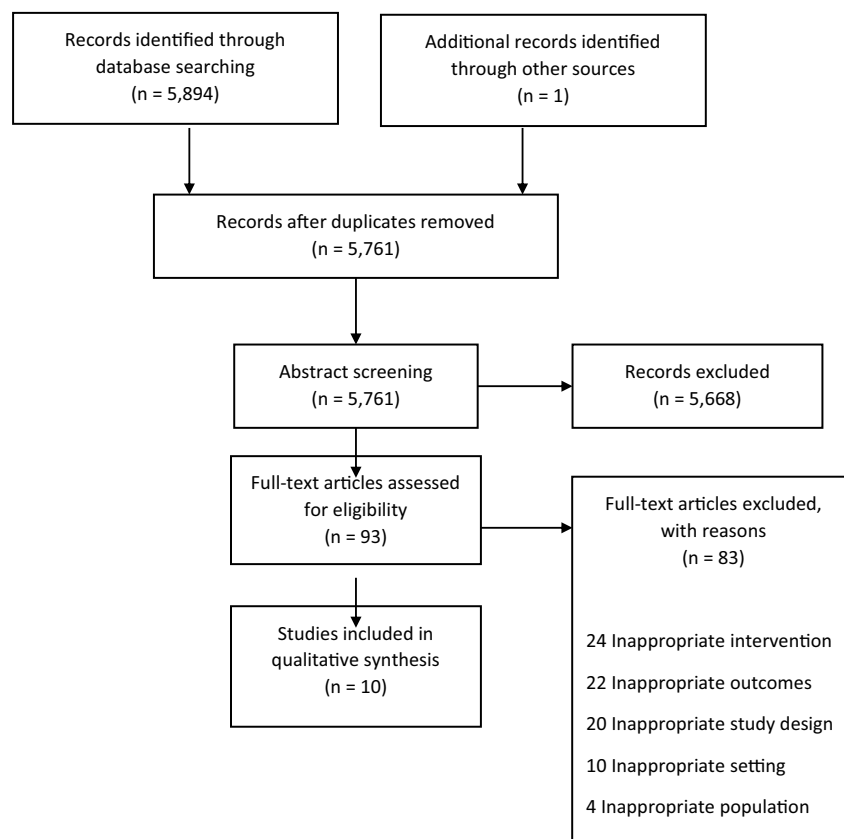 Records identified through
database searching
(n = 5,894)
Additional records identified
through other sources
(n = 1)
Records after duplicates removed
(n = 5,761)
Abstract screening
(n = 5,761)
Records excluded
(n = 5,668)
Full-text articles assessed
for eligibility
(n = 93)
Full-text articles excluded,
with reasons
(n = 83)
24 Inappropriate intervention
22 Inappropriate outcomes
20 Inappropriate study design
10 Inappropriate setting
4 Inappropriate population
Studies included in
qualitative synthesis
(n = 10)